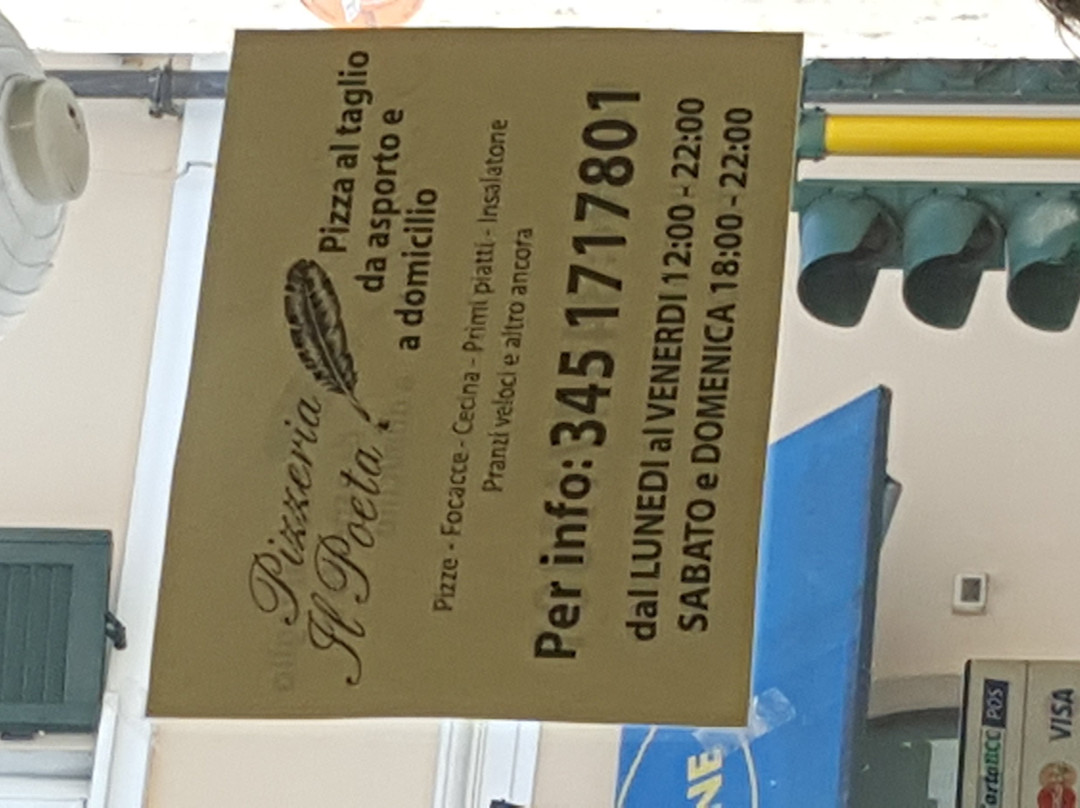 Pizzeria
Il Poeta
Pizza al taglio
da asporto e
a domicilio
Pizze - Focacce - Cecina - Primi piatti - Insalatone
Pranzi veloci e altro ancora
Per info: 345 1717801
dal LUNEDI al VENERDI 12:00 - 22:00
SABATO e DOMENICA 18:00 - 22:00
NE
artaBCC POS
VISA